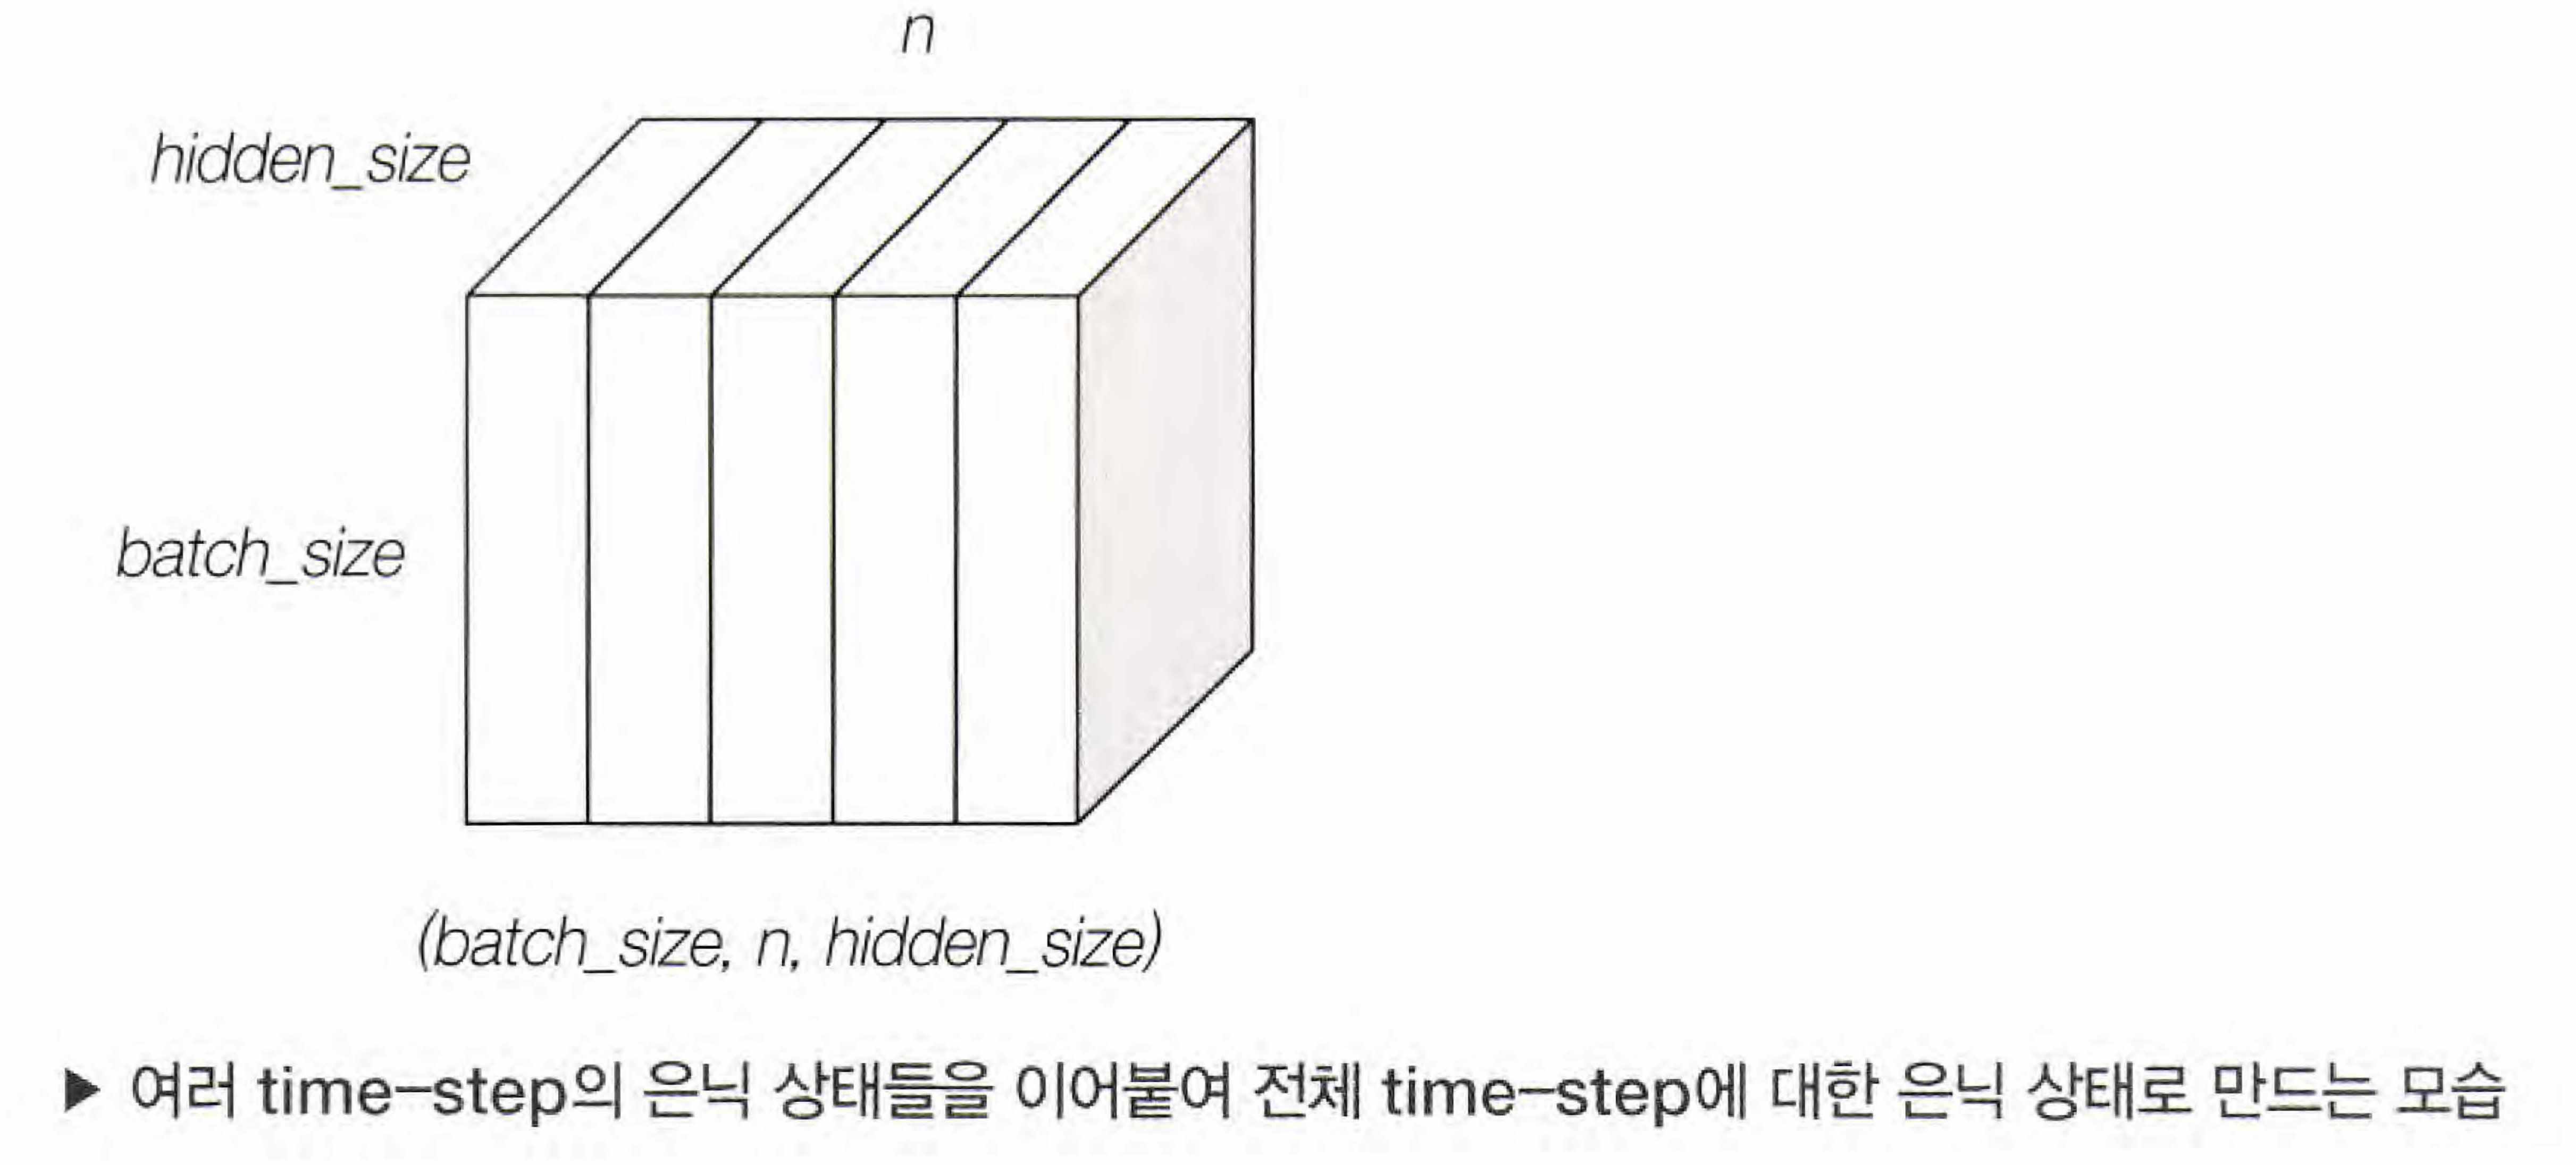 n
hidden_size
batch_size
(batch_size, n, hidden_size)
▶ 여러 time-step의 은닉 상태들을 이어붙여 전체 time-step에 대한 은닉 상태로 만드는 모습